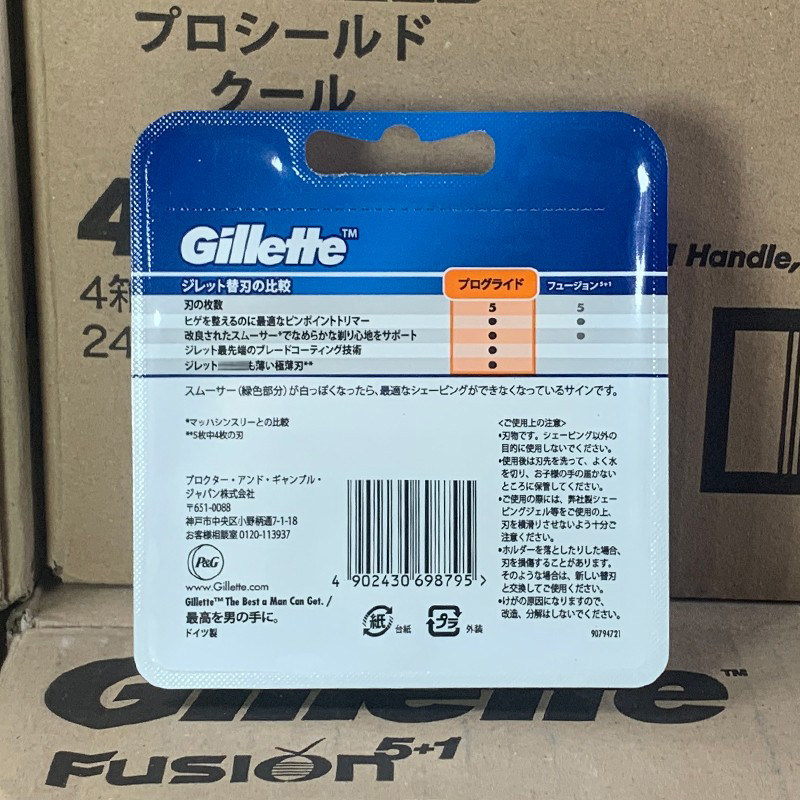 プロシールド
クール
4
4箱
24
Handle,
Gillette™
ジレット替刃の比較 プログライド フュージョン5+1
刃の枚数 5 5
ヒゲを整えるのに最適なピンポイントトリマー ● ●
改良されたスムーサー*でなめらかな剃り心地をサポート ● ●
ジレット最先端のブレードコーティング技術 ●
ジレット も薄い極薄刃** ●
スムーサー(緑色部分)が白っぽくなったら、最適なシェービングができなくなっているサインです。
*マッハシンスリーとの比較
**5枚中4枚の刃
プロクター・アンド・ギャンブル・
ジャパン株式会社
〒651-0088
神戸市中央区小野柄通7-1-18
お客様相談室 0120-113937
P&G
www.Gillette.com
Gillette™ The Best a Man Can Get. /
最高を男の手に。
ドイツ製
4 902430 698795 >
紙 台紙
プラ 外装
<ご使用上の注意>
•刃物です。シェービング以外の
目的に使用しないでください。
•使用後は刃先を洗って、よく水
を切り、お子様の手の届かない
ところに保管してください。
•ご使用の際には、弊社製シェー
ビングジェル等をご使用の上、
刃を横滑りさせないよう十分ご
注意ください。
•ホルダーを落としたりした場合、
刃を損傷することがあります。
そのような場合は、新しい替刃
と交換してご使用ください。
•けがの原因になりますので、
改造、分解はしないでください。
90794721
Gillette™
Fusion 5+1